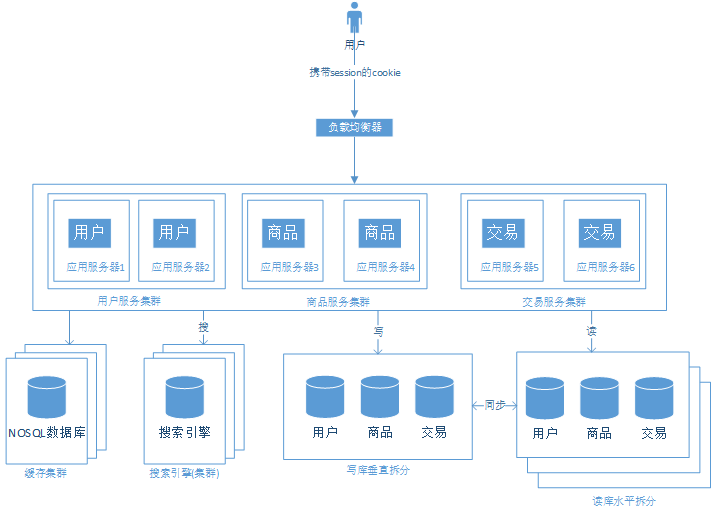 用户
携带session的cookie
负载均衡器
用户
用户
商品
商品
交易
交易
应用服务器1
应用服务器2
应用服务器3
应用服务器4
应用服务器5
应用服务器6
用户服务集群
商品服务集群
交易服务集群
搜
写
读
NOSQL数据库
搜索引擎
用户
商品
交易
同步
用户
商品
交易
缓存集群
搜索引擎(集群)
写库垂直拆分
读库水平拆分